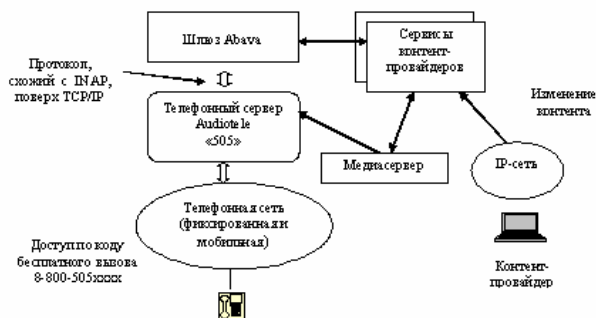 Шлюз Abava
Сервисы
контент-
провайдеров
Протокол,
схожий с INAP,
поверх TCP/IP
Изменение
контента
Телефонный сервер
Audiotele
«505»
Медиасервер
IP-сеть
Телефонная сеть
(фиксированная и
мобильная)
Доступ по коду
бесплатного вызова
8-800-505xxxx
Контент-
провайдер